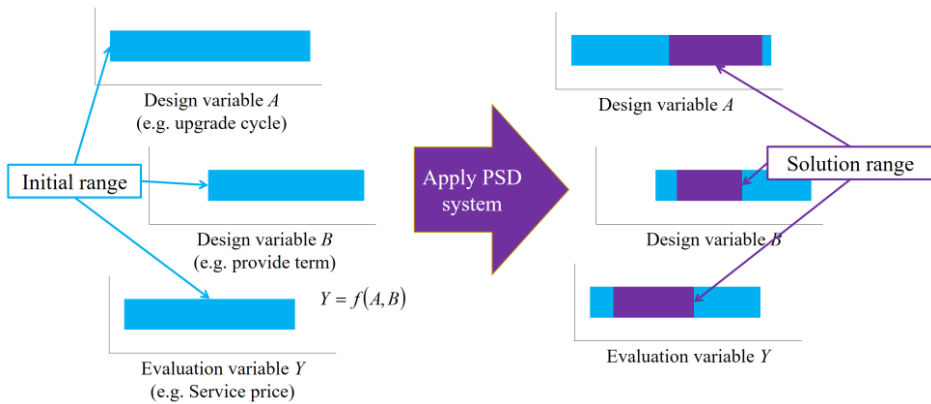 Design variable A
(e.g. upgrade cycle)
Initial range
Design variable B
(e.g. provide term)
Y = f(A, B)
Evaluation variable Y
(e.g. Service price)
Apply PSD
system
Design variable A
Solution range
Design variable B
Evaluation variable Y